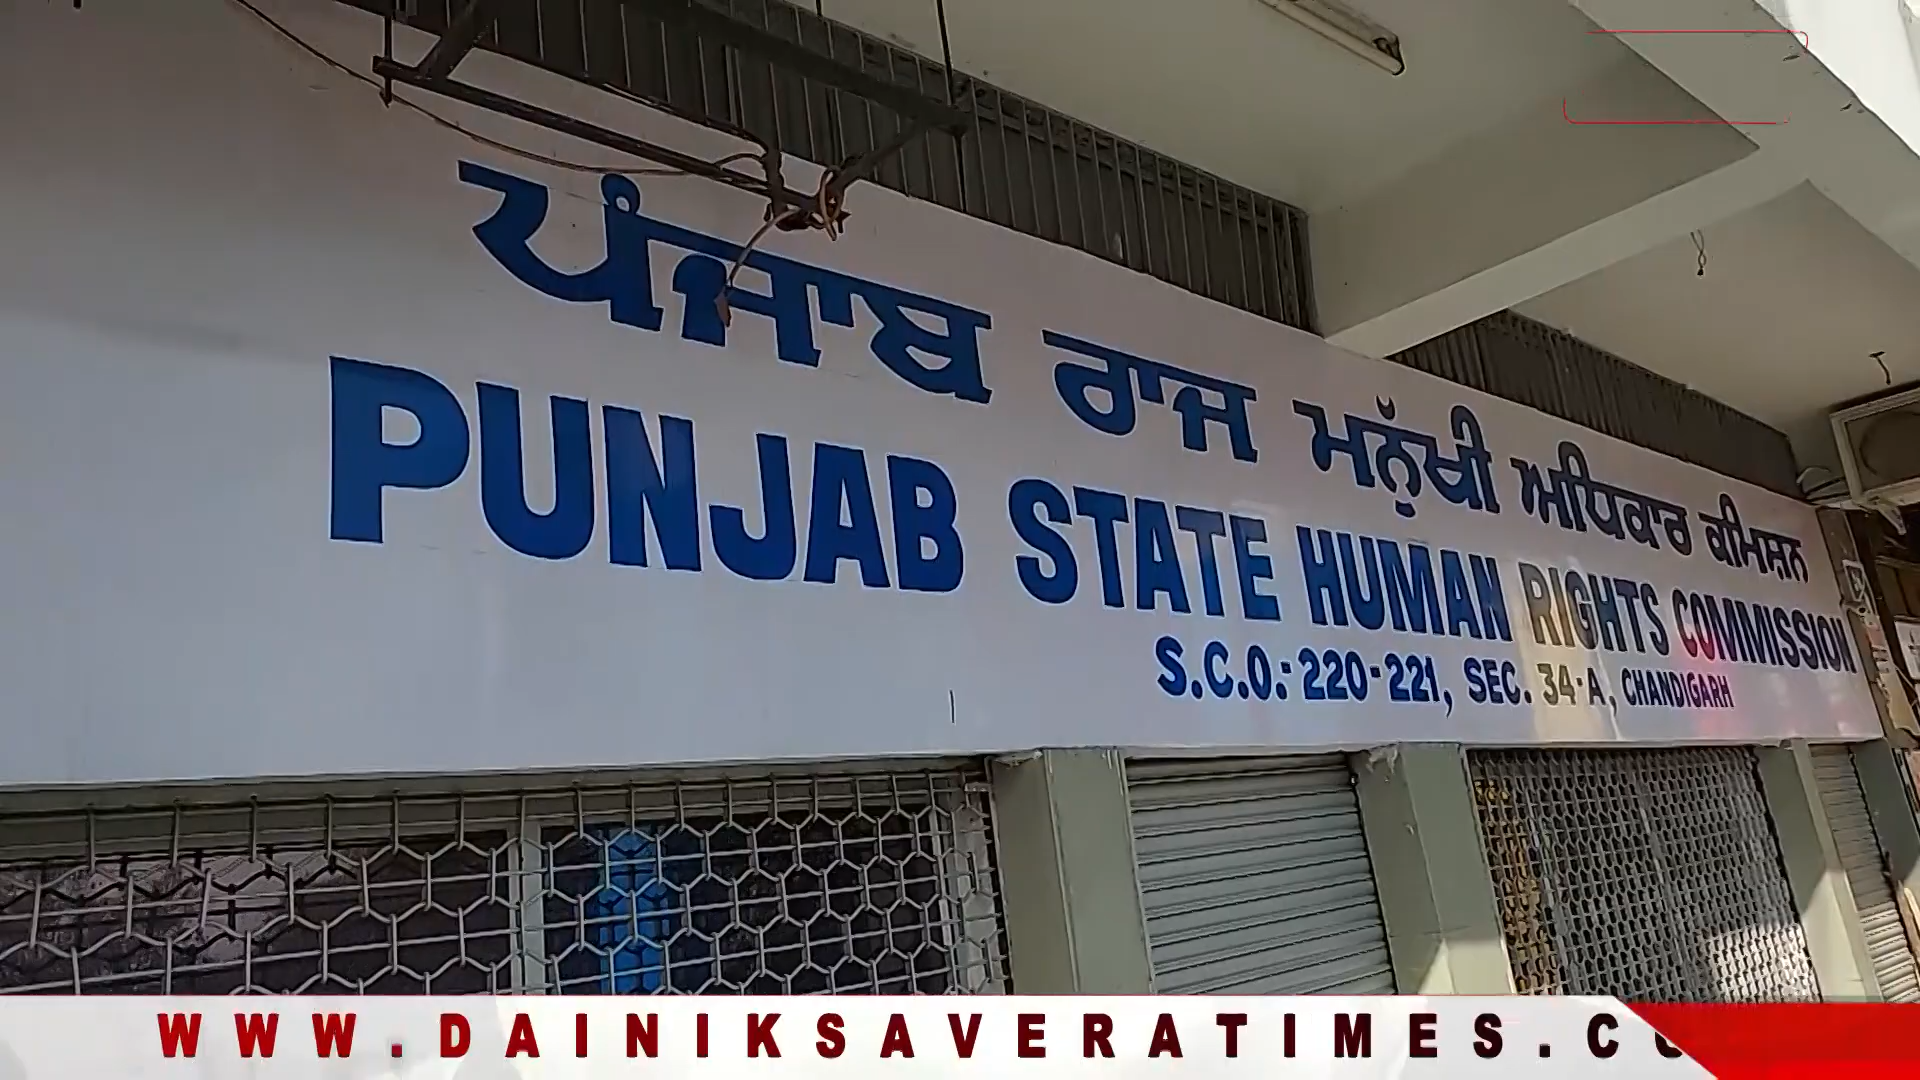 ਪੰਜਾਬ ਰਾਜ ਮਨੁੱਖੀ ਅਧਿਕਾਰ ਕਮਿਸ਼ਨ
PUNJAB STATE HUMAN RIGHTS COMMISSION
S.C.O.:-220-221, SEC. 34-A, CHANDIGARH
WWW.DAINIKSAVERATIMES.CO